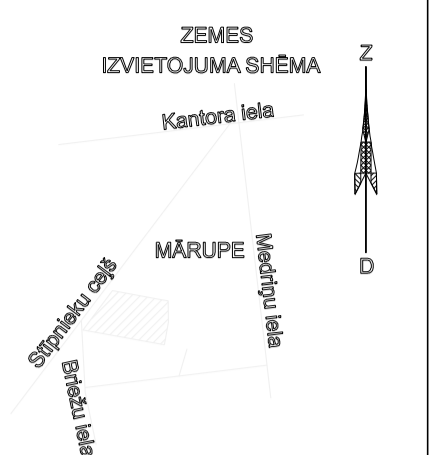 ZEMES
IZVIETOJUMA SHĒMA
Z
Kantora iela
MĀRUPE
Medriņu iela
D
Stīpnieku ceļš
Briežu iela